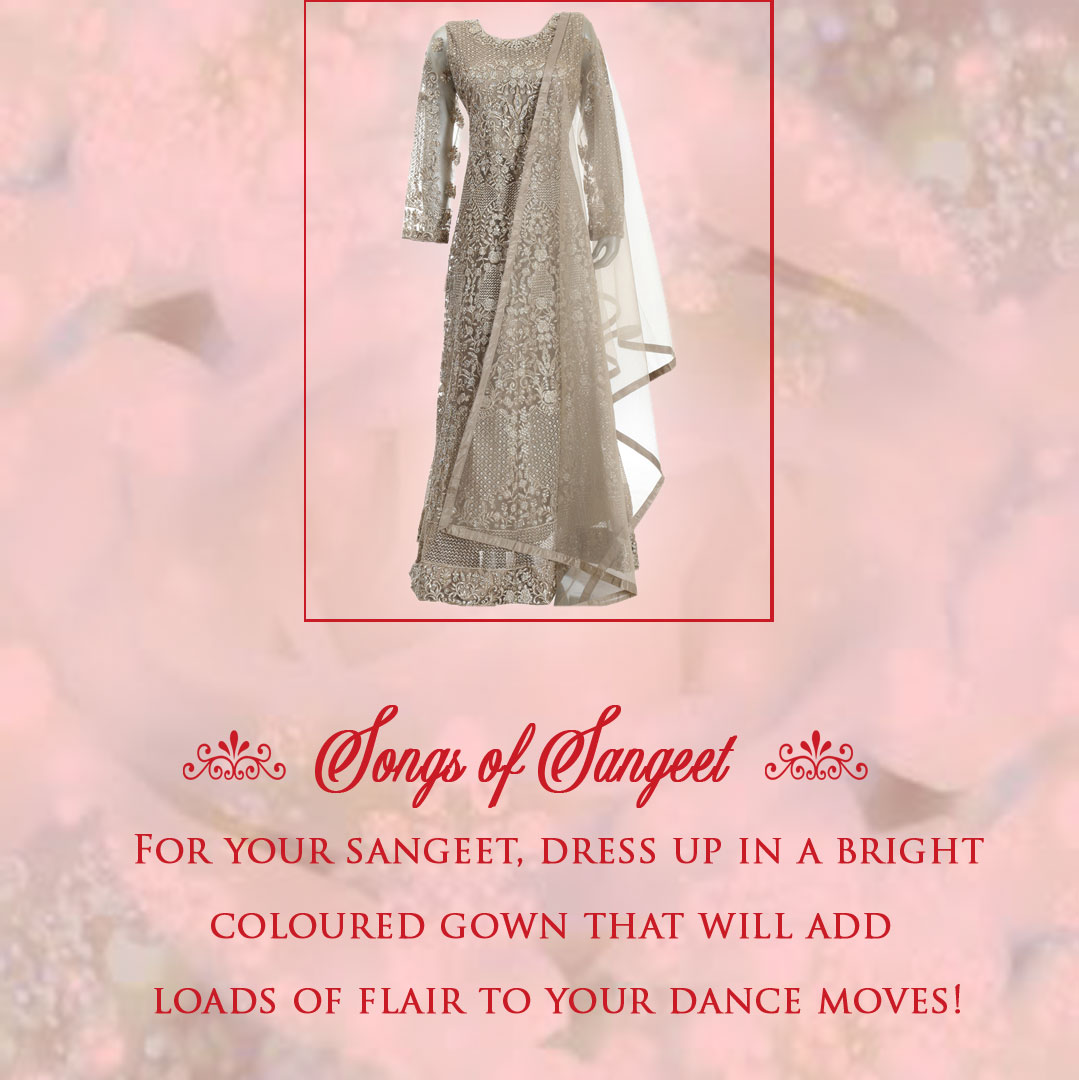 Songs of Sangeet
For your sangeet, dress up in a bright
coloured gown that will add
loads of flair to your dance moves!